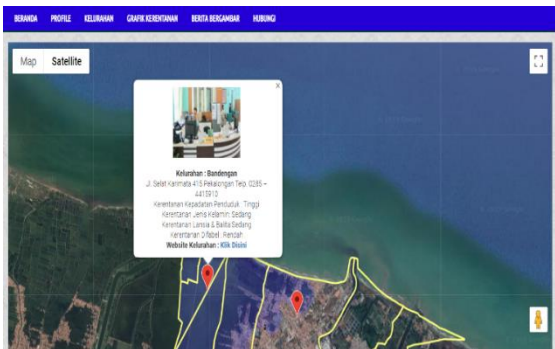 BERANDA PROFILE KELURAHAN GRAFIK KERENTANAN BERITA BERGAMBAR HUBUNGI
Map Satellite
Kelurahan : Bandengan
Jl. Selat Karimata 415 Pekalongan Telp. 0285 –
4415910
Kerentanan Kepadatan Penduduk : Tinggi
Kerentanan Jenis Kelamin: Sedang
Kerentanan Lansia & Balita Sedang
Kerentanan Difabel : Rendah
Website Kelurahan : Klik Disini